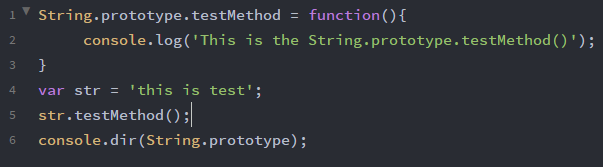 1 String.prototype.testMethod = function(){
2 console.log('This is the String.prototype.testMethod()');
3 }
4 var str = 'this is test';
5 str.testMethod();
6 console.dir(String.prototype);